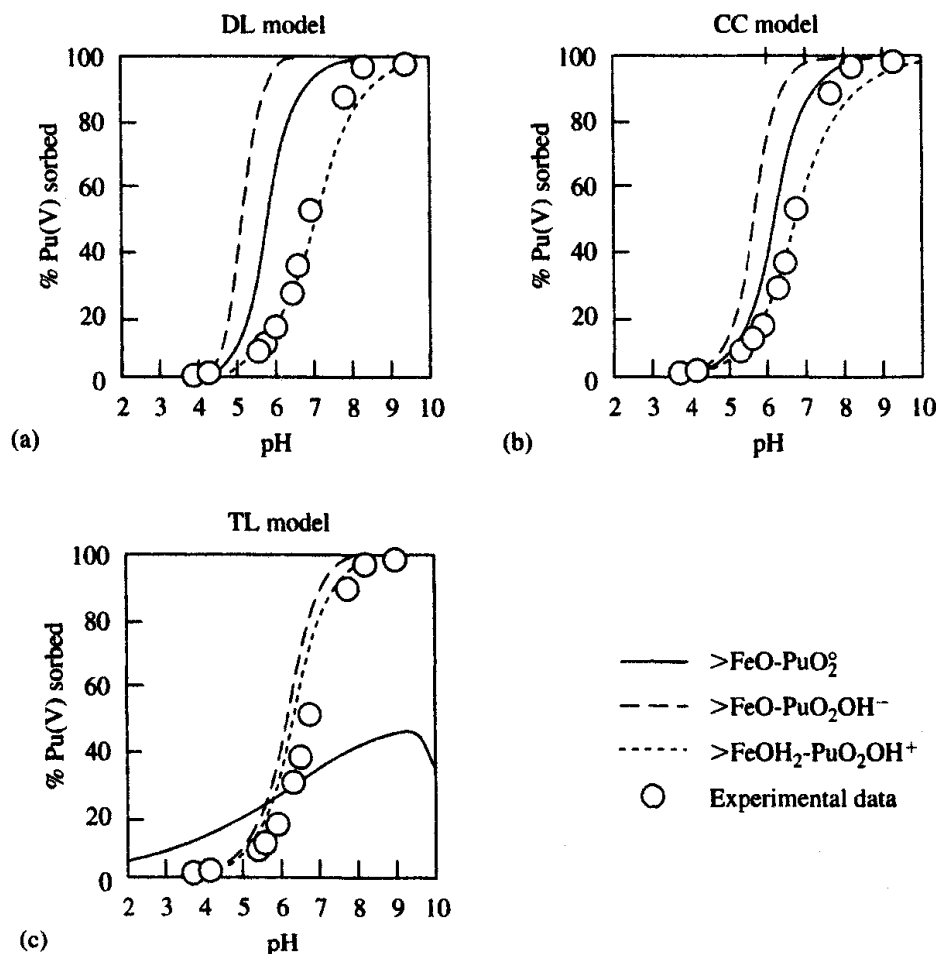 DL model
% Pu(V) sorbed
100
80
60
40
20
0
2 3 4 5 6 7 8 9 10
pH
(a)
CC model
% Pu(V) sorbed
100
80
60
40
20
0
2 3 4 5 6 7 8 9 10
pH
(b)
TL model
% Pu(V) sorbed
100
80
60
40
20
0
2 3 4 5 6 7 8 9 10
pH
(c)
>FeO-PuO₂°
>FeO-PuO₂OH⁻
>FeOH₂-PuO₂OH⁺
Experimental data